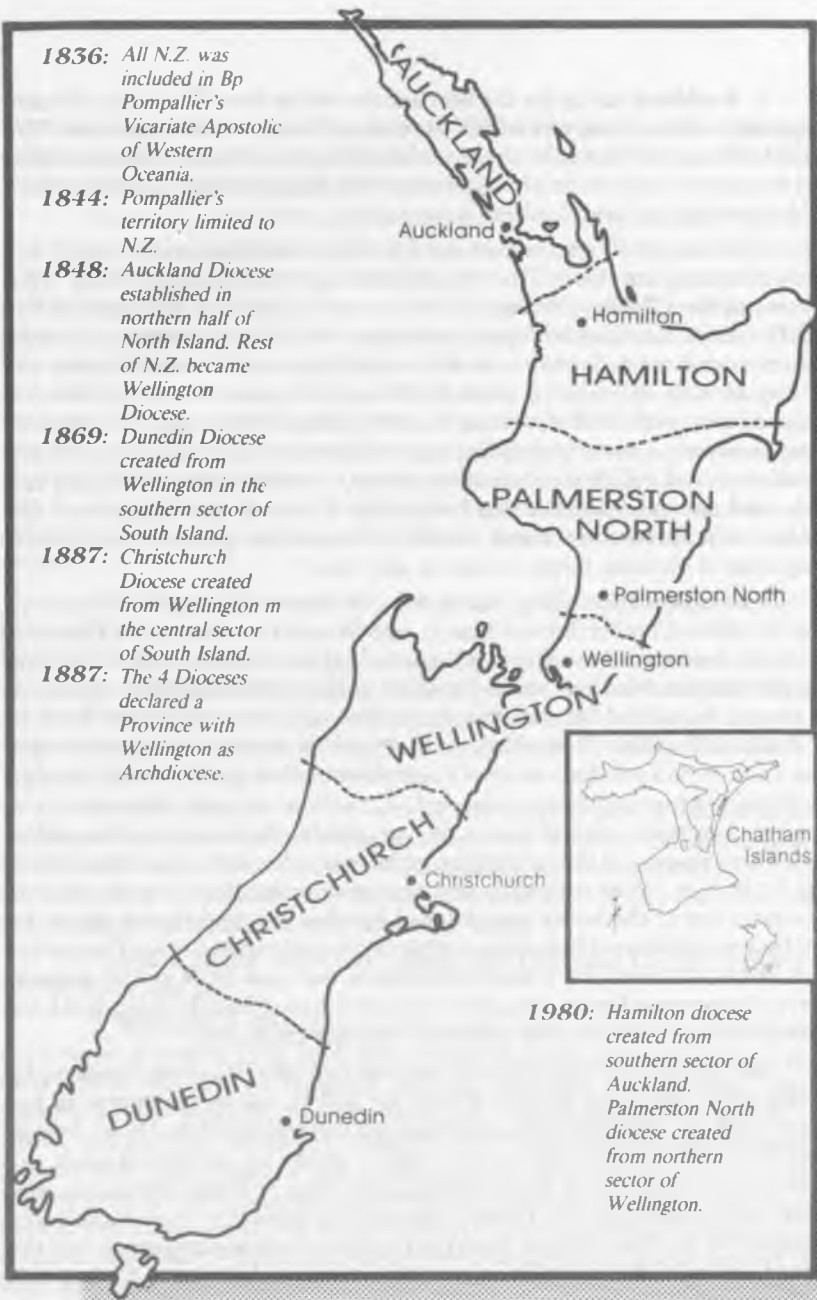 1836: All N.Z. was
included in Bp
Pompallier's
Vicariate Apostolic
of Western
Oceania.
1844: Pompallier's
territory limited to
N.Z.
1848: Auckland Diocese
established in
northern half of
North Island. Rest
of N.Z. became
Wellington
Diocese.
1869: Dunedin Diocese
created from
Wellington in the
southern sector of
South Island.
1887: Christchurch
Diocese created
from Wellington in
the central sector
of South Island.
1887: The 4 Dioceses
declared a
Province with
Wellington as
Archdiocese.
AUCKLAND
Auckland
Hamilton
HAMILTON
PALMERSTON
NORTH
Palmerston North
Wellington
WELLINGTON
Chatham
Islands
CHRISTCHURCH
Christchurch
DUNEDIN
Dunedin
1980: Hamilton diocese
created from
southern sector of
Auckland.
Palmerston North
diocese created
from northern
sector of
Wellington.